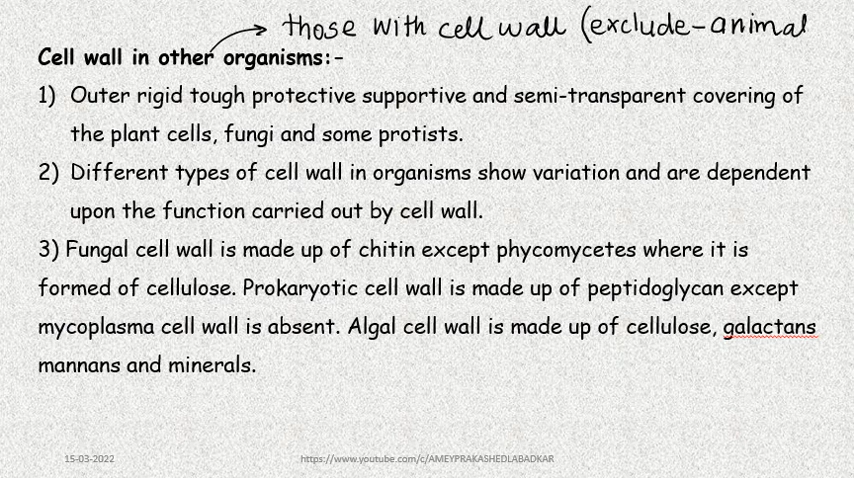 those with cell wall (exclude-animal
Cell wall in other organisms:-
1) Outer rigid tough protective supportive and semi-transparent covering of
the plant cells, fungi and some protists.
2) Different types of cell wall in organisms show variation and are dependent
upon the function carried out by cell wall.
3) Fungal cell wall is made up of chitin except phycomycetes where it is
formed of cellulose. Prokaryotic cell wall is made up of peptidoglycan except
mycoplasma cell wall is absent. Algal cell wall is made up of cellulose, galactans
mannans and minerals.
15-03-2022 https://www.youtube.com/c/AMEYPRAKASHEDLABADKAR